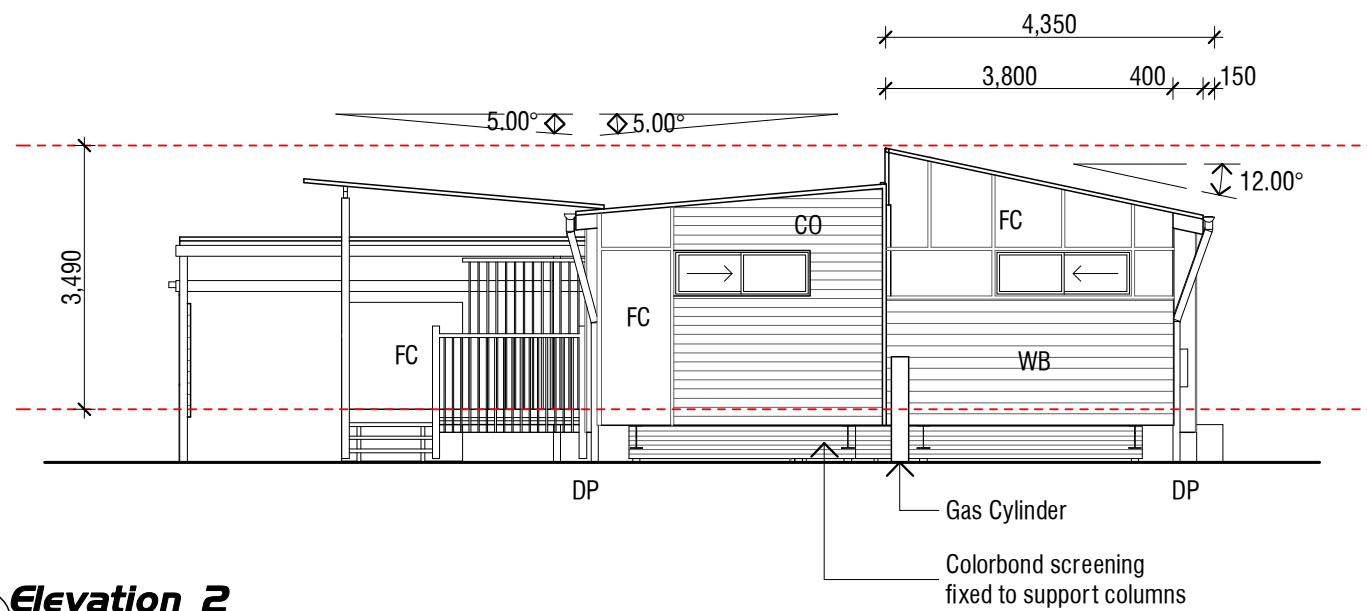 4,350
3,800 400 150
5.00° 5.00°
12.00°
3,490
CO
FC
FC
FC
WB
DP
DP
Gas Cylinder
Colorbond screening
fixed to support columns
Elevation 2